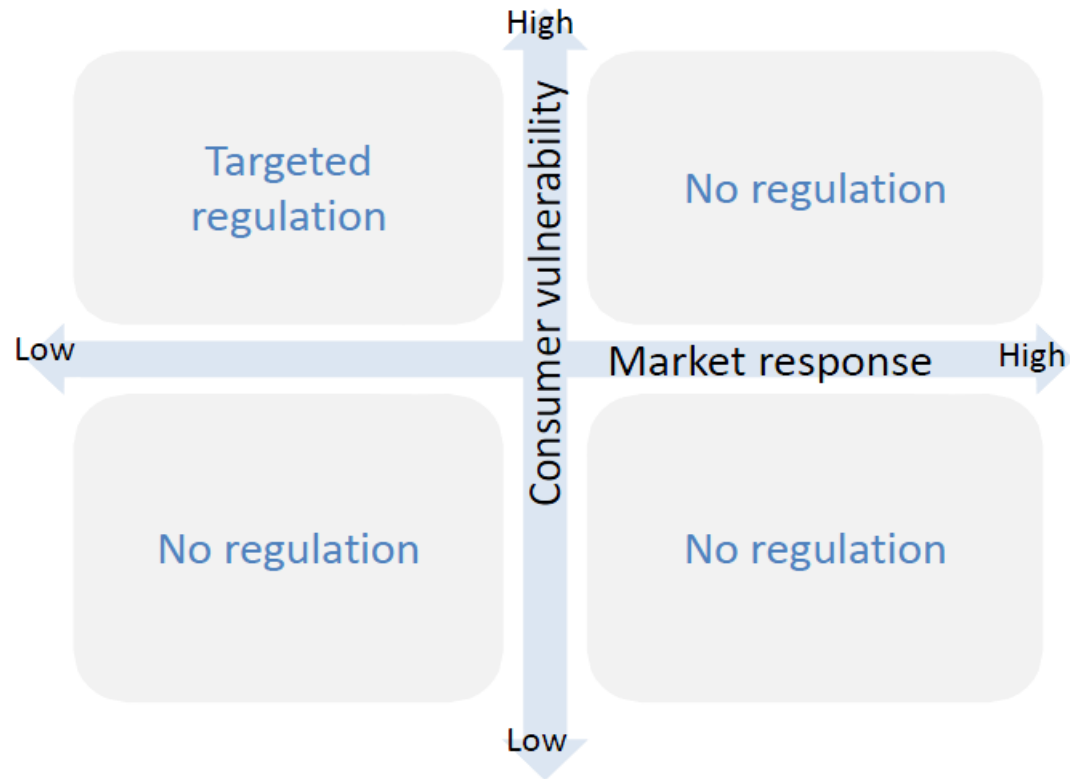 High
Consumer vulnerability
Targeted
regulation
No regulation
Low
Market response
High
No regulation
No regulation
Low